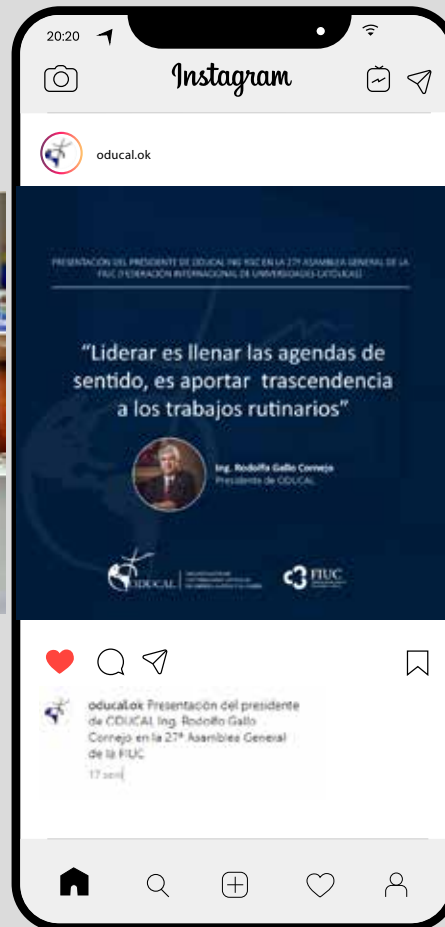 20:20
Instagram
oducal.ok
PRESENTACIÓN DEL PRESIDENTE DE ODUCAL ING RGC EN LA 27ª ASAMBLEA GENERAL DE LA
FIUC (FEDERACIÓN INTERNACIONAL DE UNIVERSIDADES CATÓLICAS)
“Liderar es llenar las agendas de
sentido, es aportar trascendencia
a los trabajos rutinarios”
Ing. Rodolfo Gallo Cornejo
Presidente de ODUCAL
ODUCAL
FIUC
oducal.ok Presentación del presidente
de ODUCAL Ing. Rodolfo Gallo
Cornejo en la 27ª Asamblea General
de la FIUC
17 sem